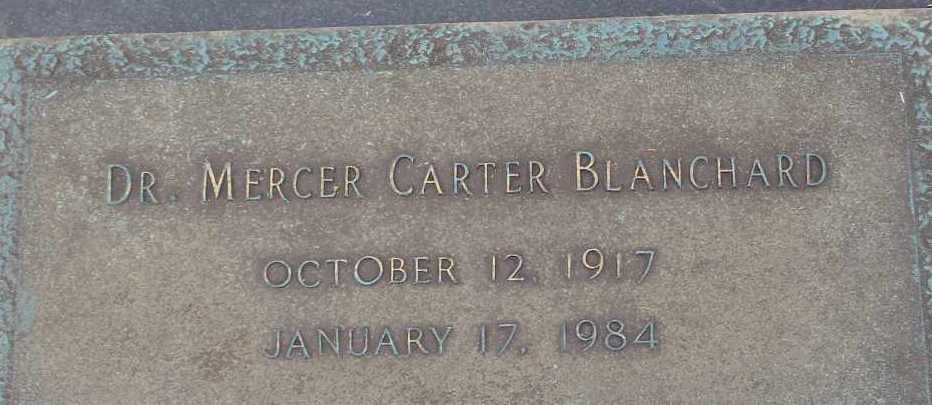 Dr. Mercer Carter Blanchard
OCTOBER 12, 1917
JANUARY 17, 1984